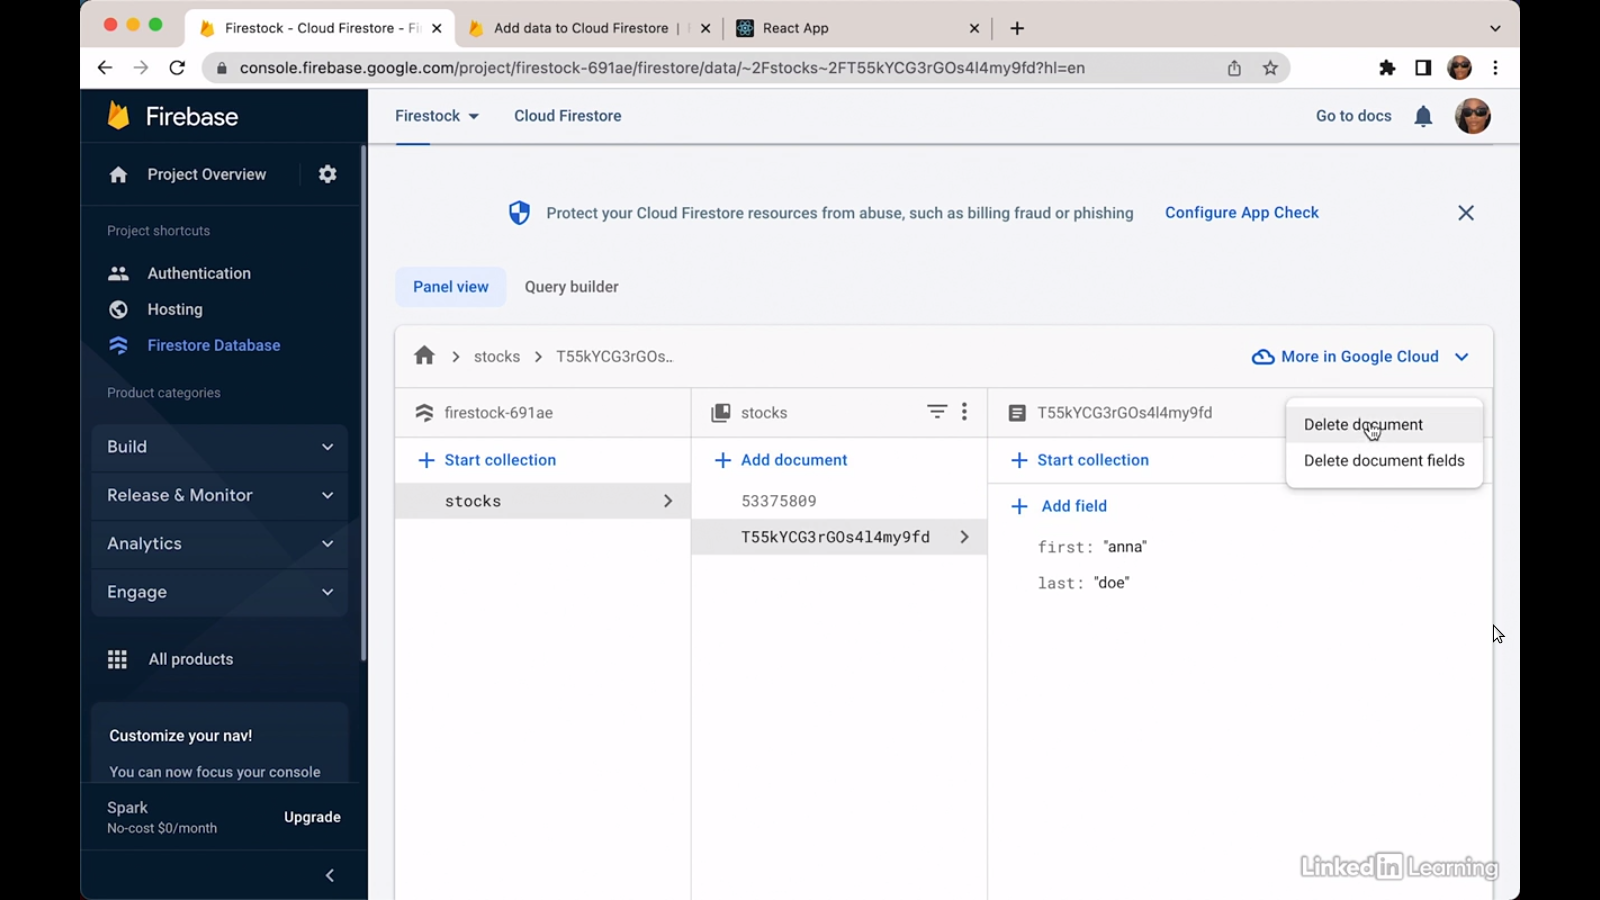 Firestock - Cloud Firestore - Fi
Add data to Cloud Firestore |
React App
console.firebase.google.com/project/firestock-691ae/firestore/data/~2Fstocks~2FT55kYCG3rGOs4l4my9fd?hl=en
Firebase
Firestock
Cloud Firestore
Go to docs
Project Overview
Project shortcuts
Authentication
Hosting
Firestore Database
Product categories
Build
Release & Monitor
Analytics
Engage
All products
Customize your nav!
You can now focus your console
Spark
No-cost $0/month
Upgrade
Protect your Cloud Firestore resources from abuse, such as billing fraud or phishing
Configure App Check
Panel view
Query builder
stocks
T55kYCG3rGOs..
More in Google Cloud
firestock-691ae
Start collection
stocks
stocks
Add document
53375809
T55kYCG3rGOs4l4my9fd
T55kYCG3rGOs4l4my9fd
Start collection
Add field
first: "anna"
last: "doe"
Delete document
Delete document fields
Linked in Learning